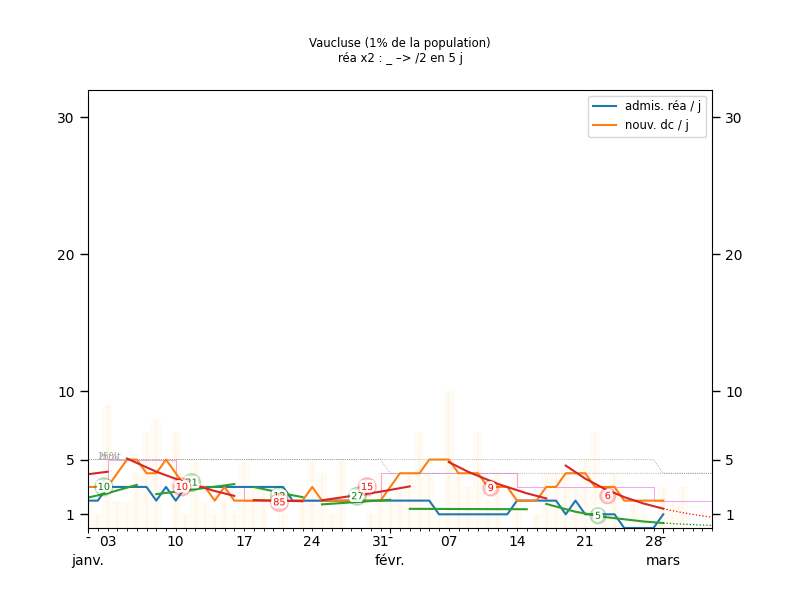 Vaucluse (1% de la population)
réa x2 : _ –> /2 en 5 j
admis. réa / j
nouv. dc / j
30 30
20 20
10 10
5 5
1 1
10
10
85
27
15
9
6
5
- 03 10 17 24 31- 07 14 21 28-
janv. févr. mars